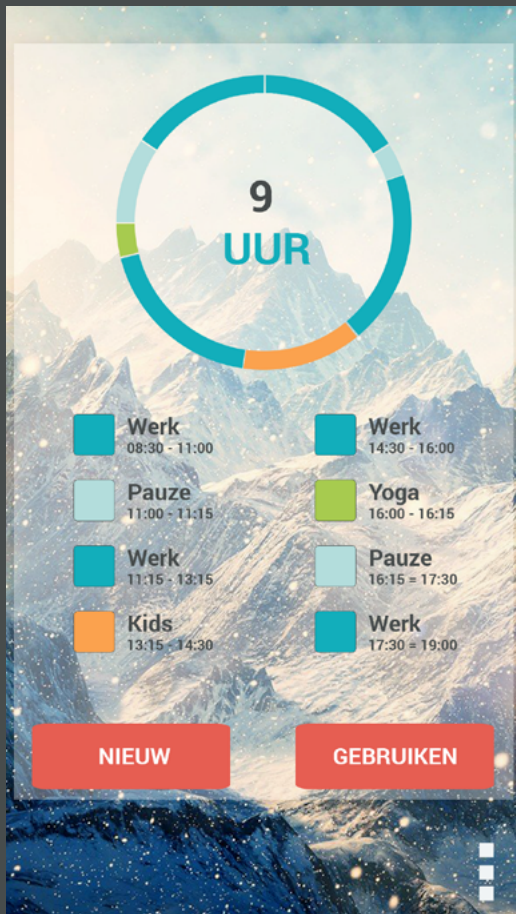 9
UUR
Werk
08:30 - 11:00
Pauze
11:00 - 11:15
Werk
11:15 - 13:15
Kids
13:15 - 14:30
Werk
14:30 - 16:00
Yoga
16:00 - 16:15
Pauze
16:15 = 17:30
Werk
17:30 = 19:00
NIEUW
GEBRUIKEN